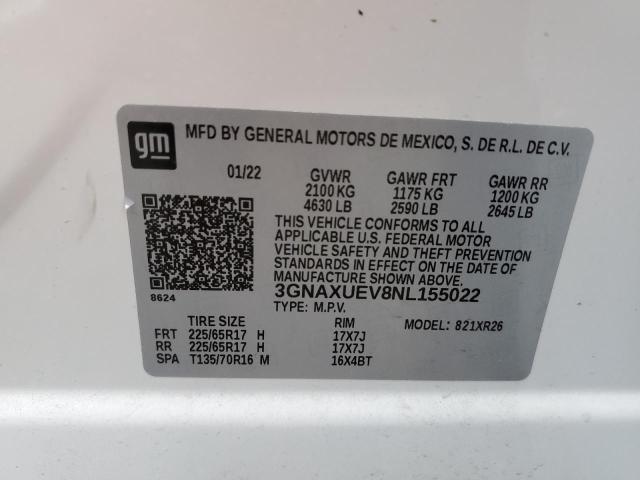 gm MFD BY GENERAL MOTORS DE MEXICO, S. DE R.L. DE C.V.
01/22 GVWR GAWR FRT GAWR RR
2100 KG 1175 KG 1200 KG
4630 LB 2590 LB 2645 LB
THIS VEHICLE CONFORMS TO ALL
APPLICABLE U.S. FEDERAL MOTOR
VEHICLE SAFETY AND THEFT PREVENTION
STANDARDS IN EFFECT ON THE DATE OF
MANUFACTURE SHOWN ABOVE.
8624 3GNAXUEV8NL155022
TYPE: M.P.V.
TIRE SIZE RIM MODEL: 821XR26
FRT 225/65R17 H 17X7J
RR 225/65R17 H 17X7J
SPA T135/70R16 M 16X4BT